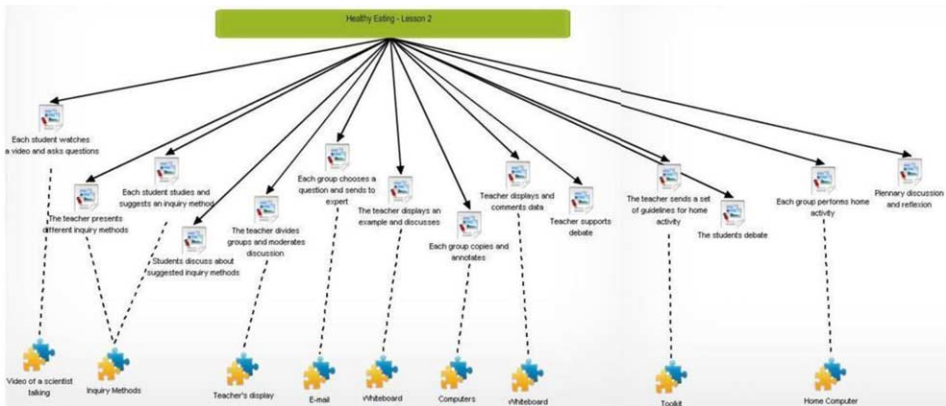 Healthy Eating - Lesson 2
Each student watches
a video and asks questions
The teacher presents
different inquiry methods
Each student studies and
suggests an inquiry method
Students discuss about
suggested inquiry methods
The teacher divides
groups and moderates
discussion
Each group chooses a
question and sends to
expert
The teacher displays an
example and discusses
Each group copies and
annotates
Teacher displays and
comments data
Teacher supports
debate
The teacher sends a set
of guidelines for home
activity
The students debate
Each group performs home
activity
Plennary discussion
and reflexion
Video of a scientist
talking
Inquiry Methods
Teacher's display
E-mail
Whiteboard
Computers
Whiteboard
Toolkit
Home Computer